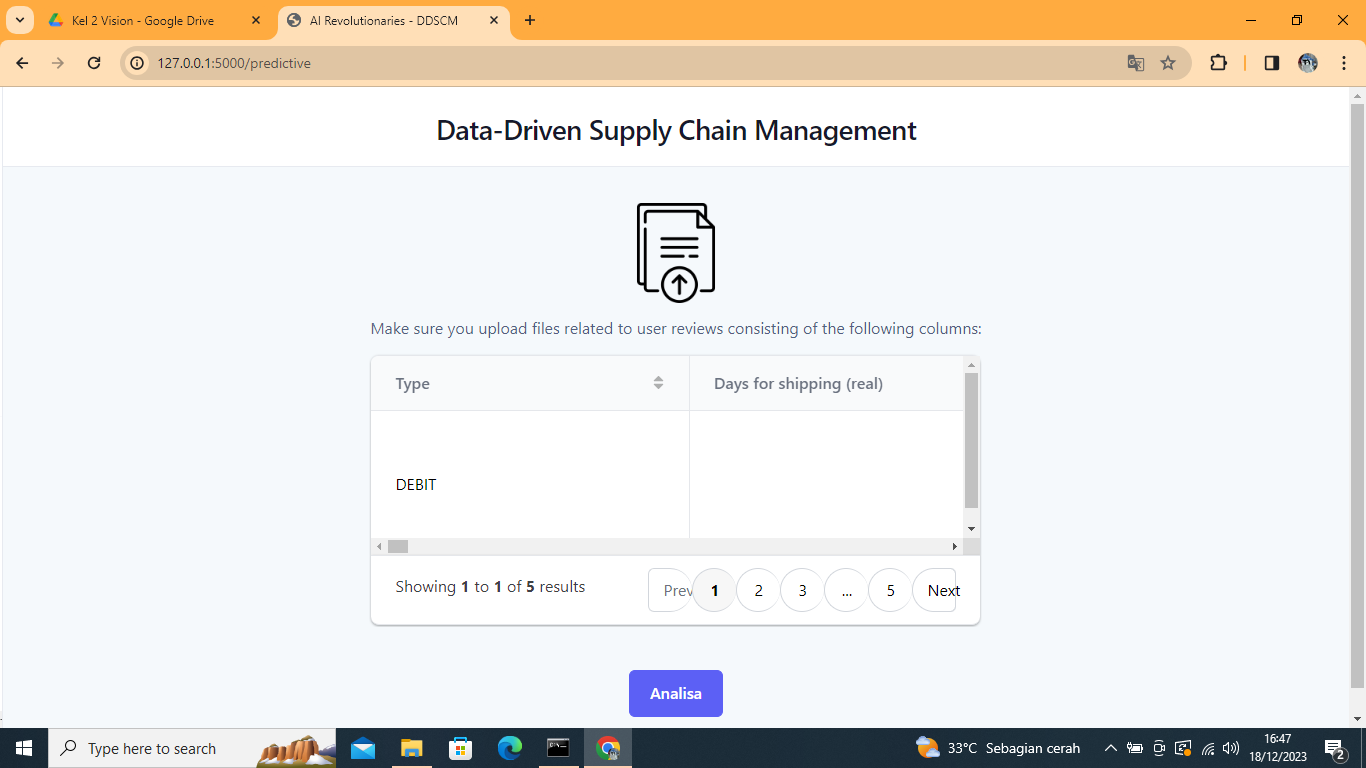 Kel 2 Vision - Google Drive
AI Revolutionaries - DDSCM
127.0.0.1:5000/predictive
Data-Driven Supply Chain Management
Make sure you upload files related to user reviews consisting of the following columns:
Type
Days for shipping (real)
DEBIT
Showing 1 to 1 of 5 results
Prev 1 2 3 ... 5 Next
Analisa
Type here to search
33°C Sebagian cerah
16:47
18/12/2023
2